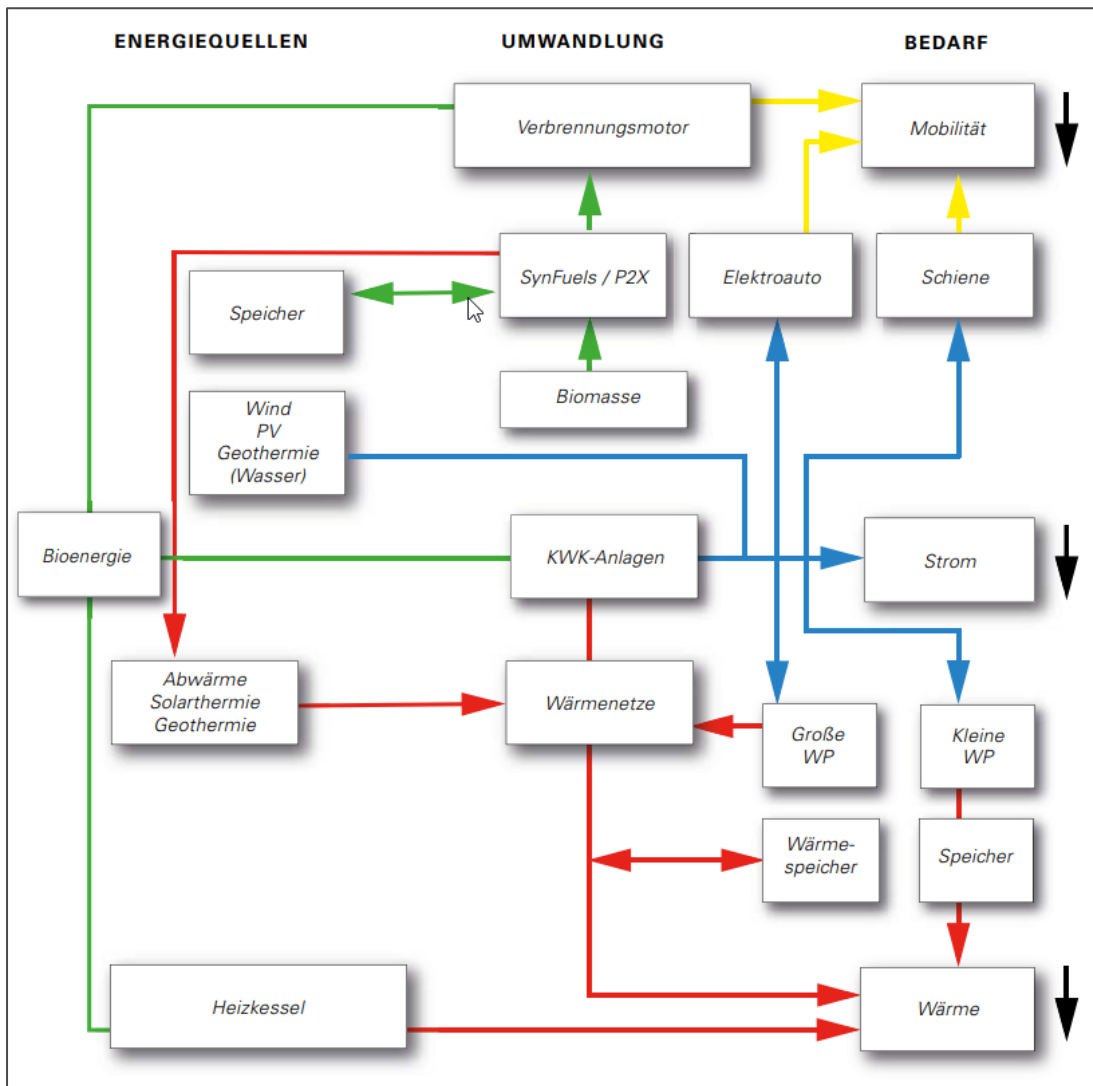 ENERGIEQUELLEN
UMWANDLUNG
BEDARF
Verbrennungsmotor
Mobilität
SynFuels / P2X
Elektroauto
Schiene
Speicher
Biomasse
Wind
PV
Geothermie
(Wasser)
Bioenergie
KWK-Anlagen
Strom
Abwärme
Solarthermie
Geothermie
Wärmenetze
Große
WP
Kleine
WP
Wärme-
speicher
Speicher
Heizkessel
Wärme